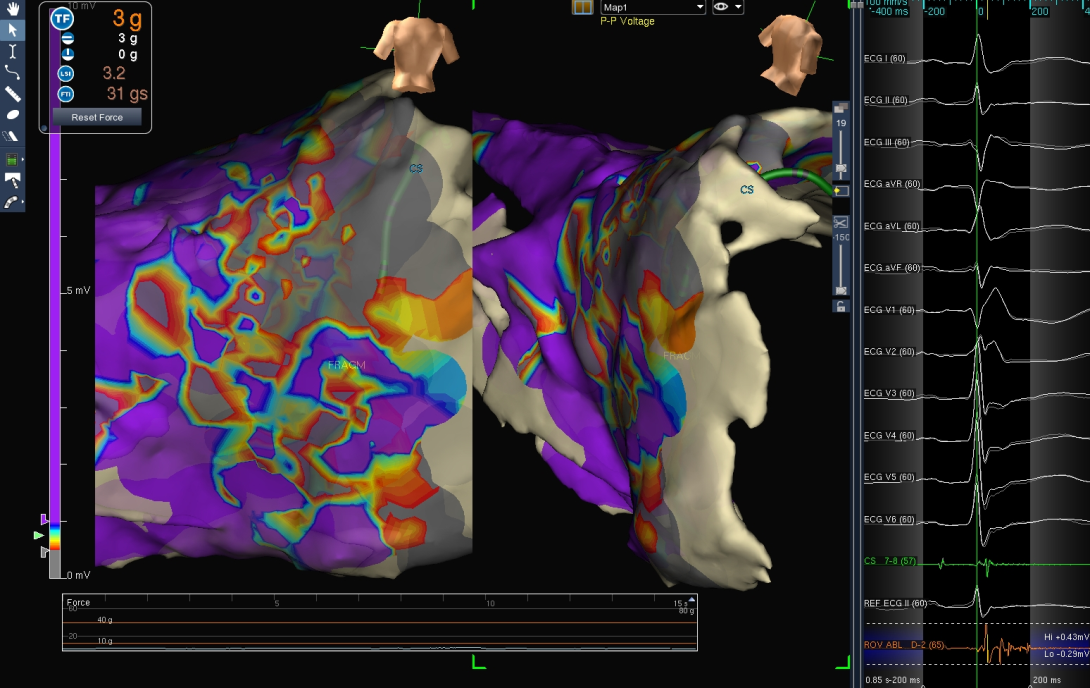 10 mV
TF
3 g
3 g
0 g
LSI
3.2
FTI
31 gs
Reset Force
Map1
P-P Voltage
CS
CS
5 mV
FRAGM
FRAC
0 mV
19
-150
Force
5
10
15 s
80 g
60
40 g
20
10 g
100 mm/s
-400 ms
-200
0
200
ECG I (60)
ECG II (60)
ECG III (60)
ECG aVR (60)
ECG aVL (60)
ECG aVF (60)
ECG V1 (60)
ECG V2 (60)
ECG V3 (60)
ECG V4 (60)
ECG V5 (60)
ECG V6 (60)
CS 7-8 (57)
REF ECG II (60)
ROV ABL D-2 (65)
Hi +0.43mV
Lo -0.29mV
0.85 s
-200 ms
200 ms